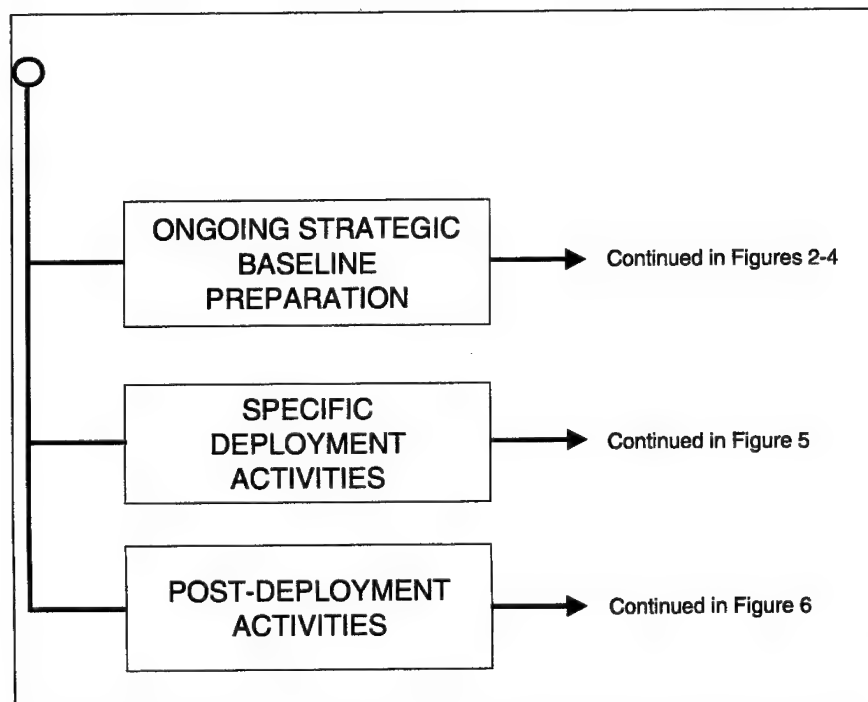 ONGOING STRATEGIC
BASELINE
PREPARATION
Continued in Figures 2-4
SPECIFIC
DEPLOYMENT
ACTIVITIES
Continued in Figure 5
POST-DEPLOYMENT
ACTIVITIES
Continued in Figure 6